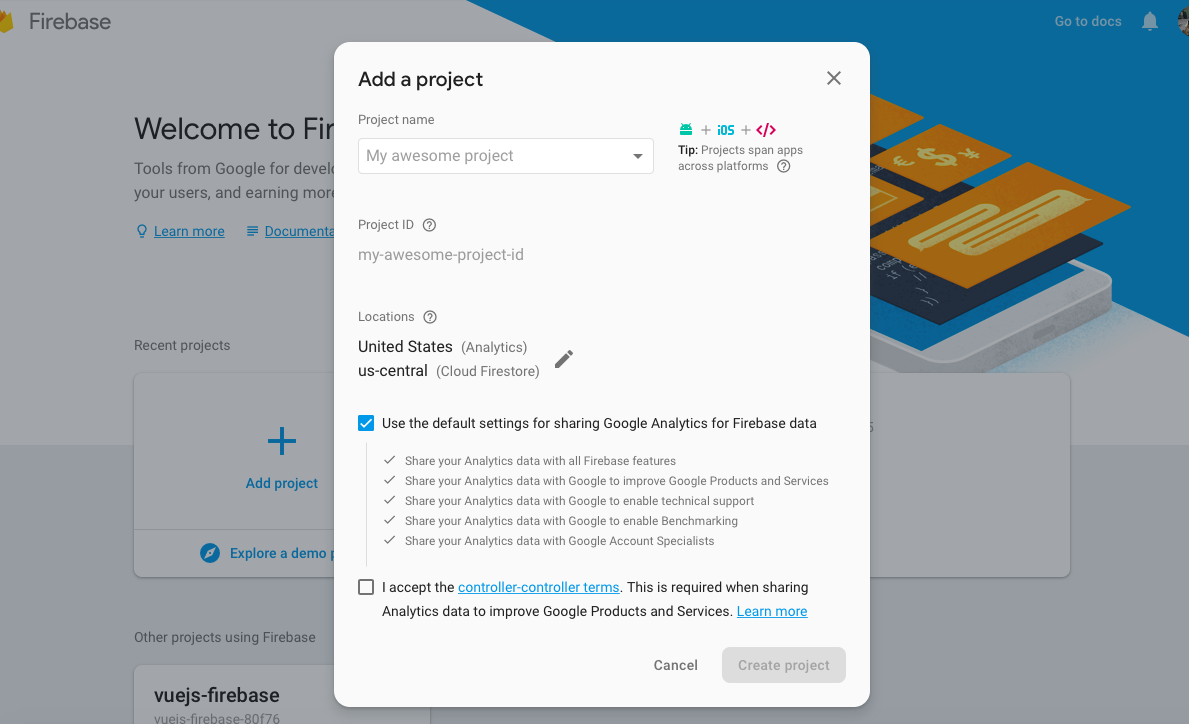 Firebase
Go to docs
Welcome to Fir
Tools from Google for develo
your users, and earning more
Learn more
Documenta
Recent projects
Add project
Explore a demo p
Other projects using Firebase
vuejs-firebase
vuejs-firebase-80f76
Add a project
Project name
My awesome project
+ iOS + </>
Tip: Projects span apps
across platforms
Project ID
my-awesome-project-id
Locations
United States (Analytics)
us-central (Cloud Firestore)
Use the default settings for sharing Google Analytics for Firebase data
Share your Analytics data with all Firebase features
Share your Analytics data with Google to improve Google Products and Services
Share your Analytics data with Google to enable technical support
Share your Analytics data with Google to enable Benchmarking
Share your Analytics data with Google Account Specialists
I accept the controller-controller terms. This is required when sharing
Analytics data to improve Google Products and Services. Learn more
Cancel
Create project